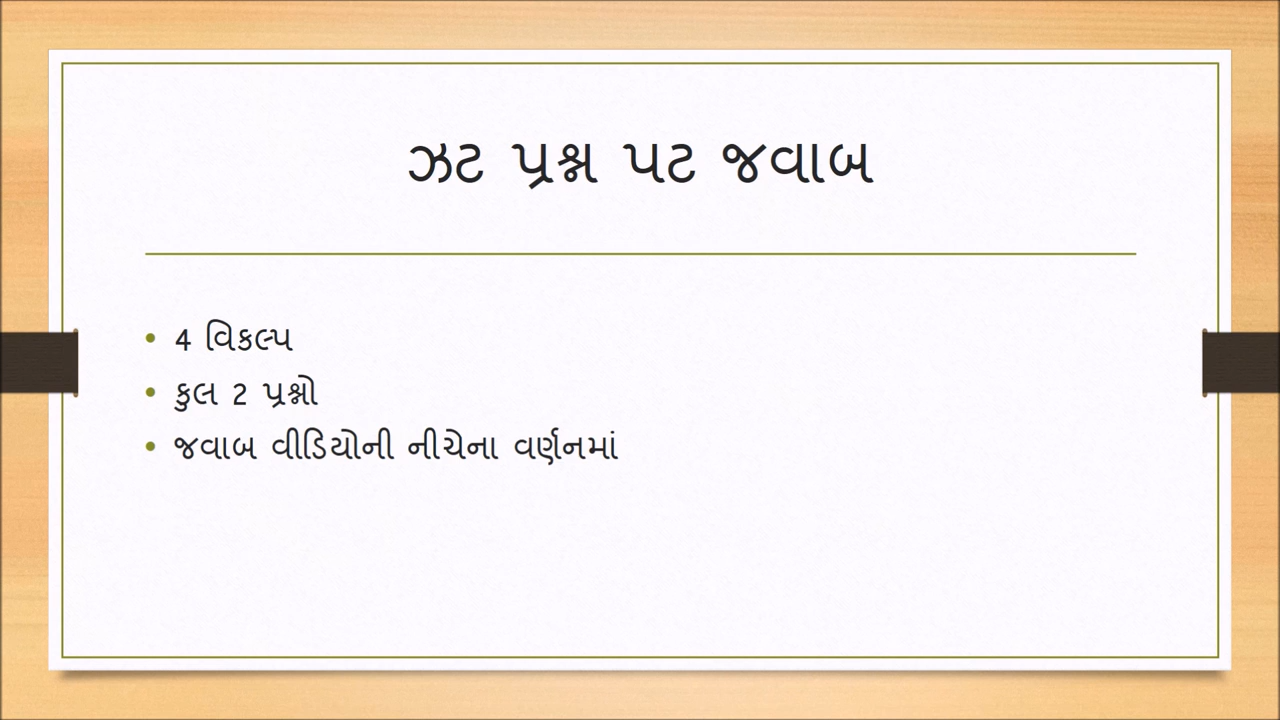 ઝટ પ્રશ્ન પટ જવાબ
• 4 વિકલ્પ
• કુલ 2 પ્રશ્નો
• જવાબ વીડિયોની નીચેના વર્ણનમાં